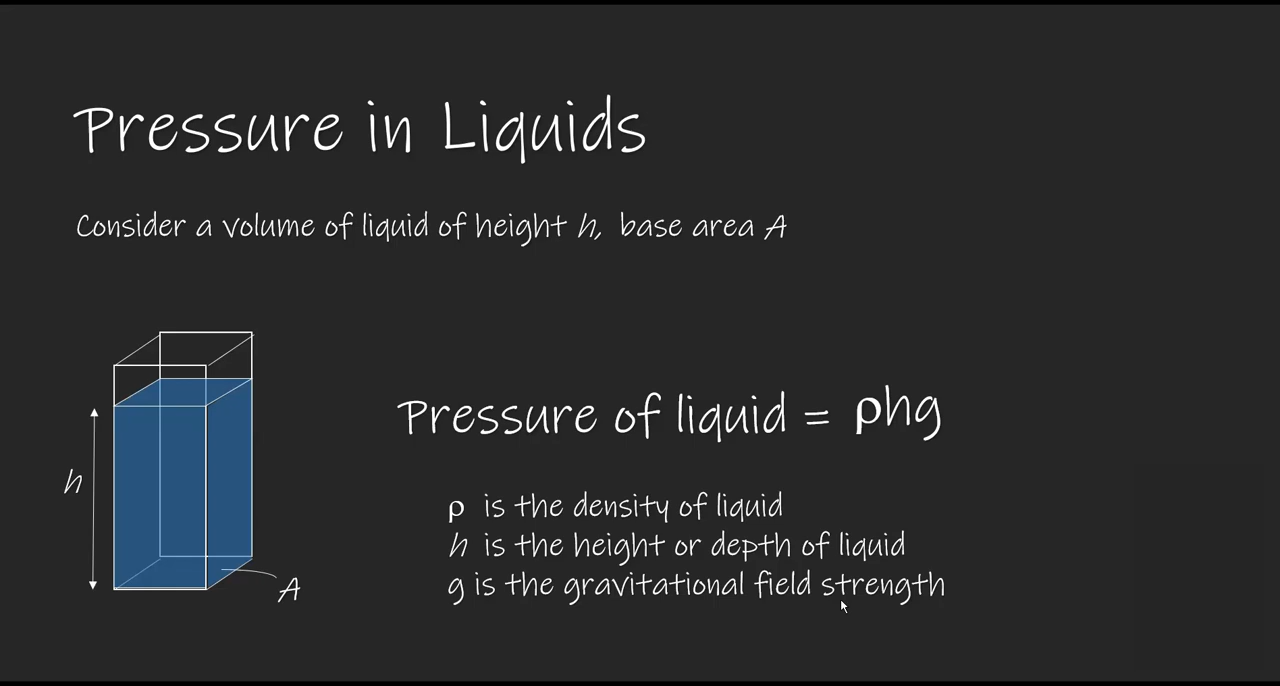 Pressure in Liquids
Consider a volume of liquid of height h, base area A
h
A
Pressure of liquid = ρhg
ρ is the density of liquid
h is the height or depth of liquid
g is the gravitational field strength